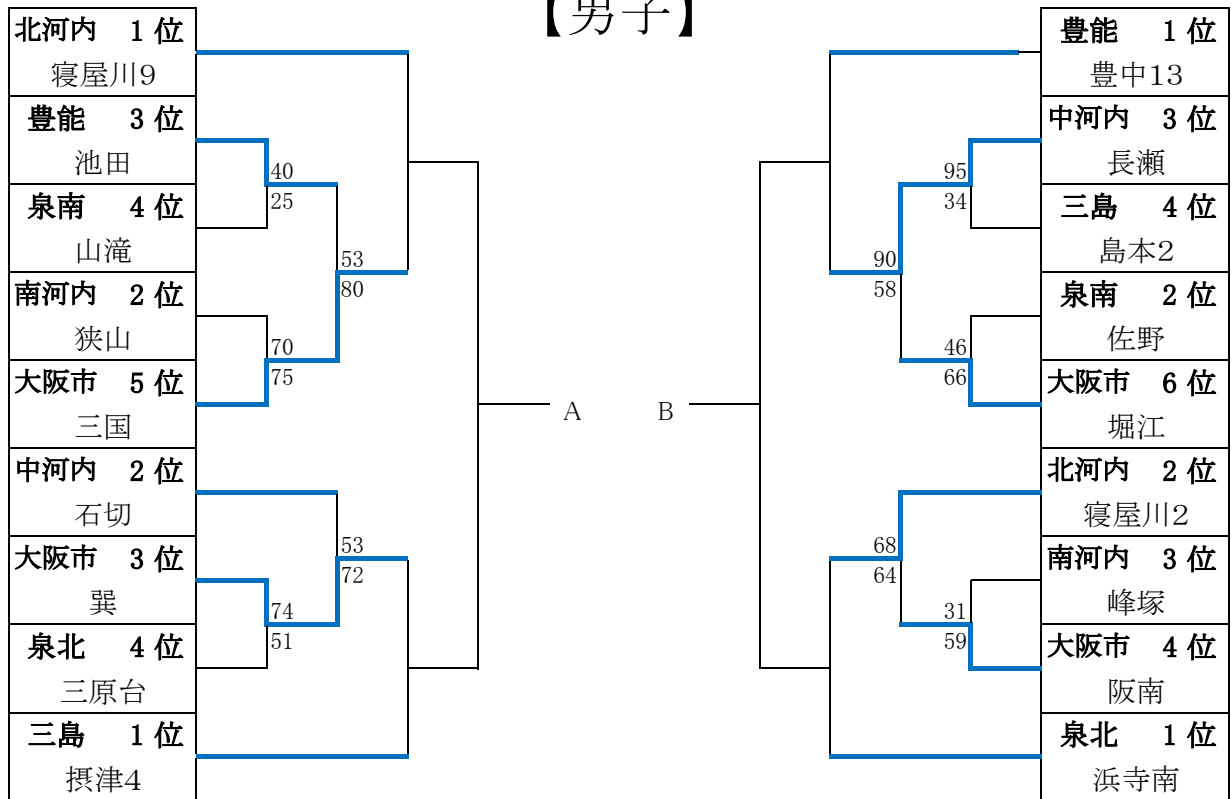 【男子】
北河内 1 位
寝屋川9
豊能 3 位
池田
泉南 4 位
山滝
南河内 2 位
狭山
大阪市 5 位
三国
中河内 2 位
石切
大阪市 3 位
巽
泉北 4 位
三原台
三島 1 位
摂津4
40
25
53
80
70
75
53
72
74
51
A
B
95
34
90
58
46
66
68
64
31
59
豊能 1 位
豊中13
中河内 3 位
長瀬
三島 4 位
島本2
泉南 2 位
佐野
大阪市 6 位
堀江
北河内 2 位
寝屋川2
南河内 3 位
峰塚
大阪市 4 位
阪南
泉北 1 位
浜寺南